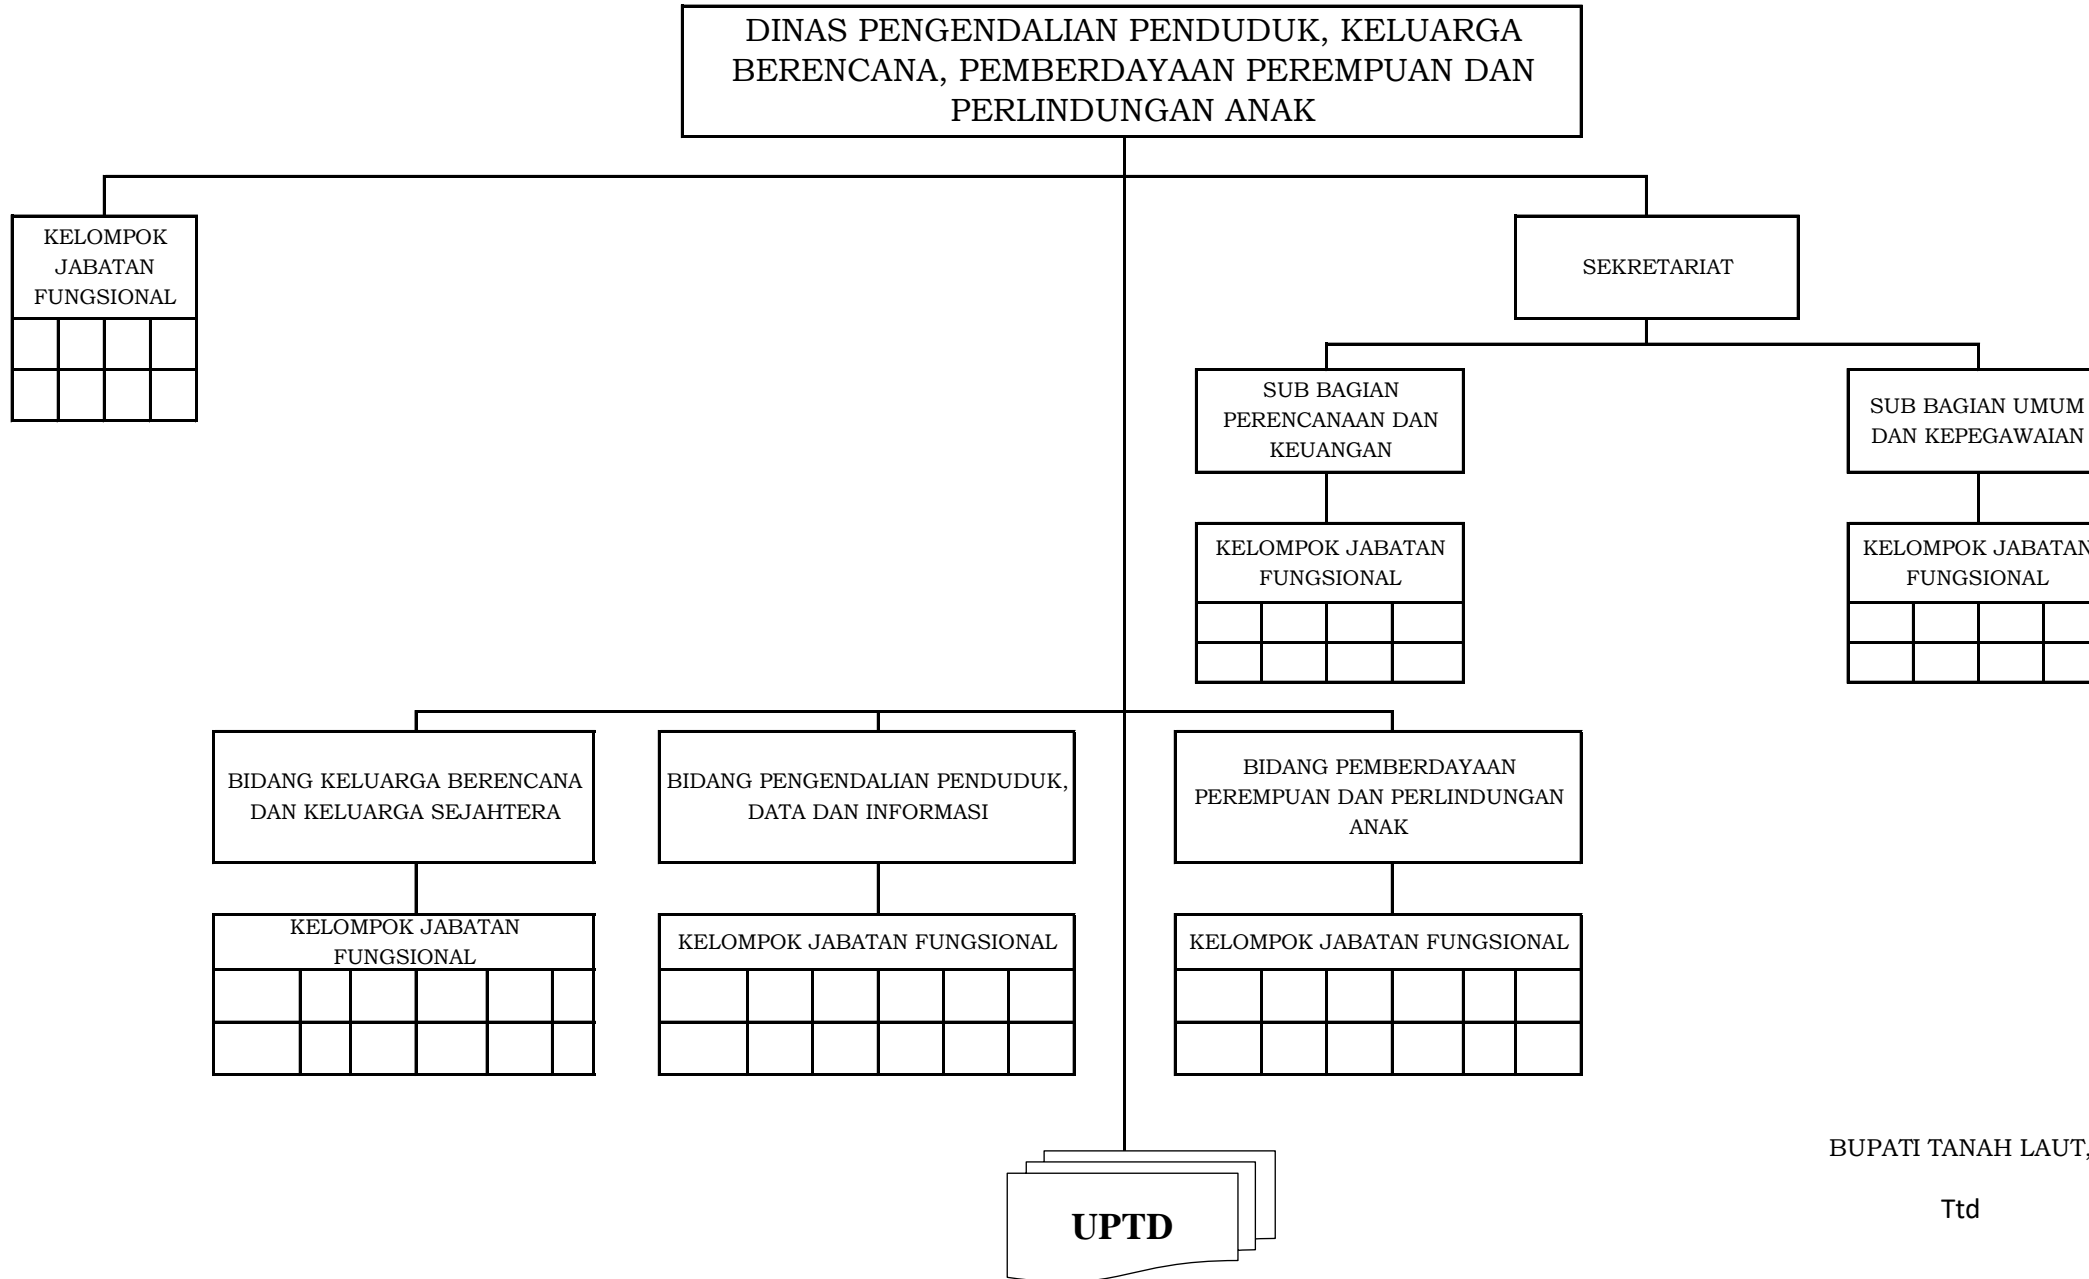 DINAS PENGENDALIAN PENDUDUK, KELUARGA
BERENCANA, PEMBERDAYAAN PEREMPUAN DAN
PERLINDUNGAN ANAK
KELOMPOK
JABATAN
FUNGSIONAL
SEKRETARIAT
SUB BAGIAN
PERENCANAAN DAN
KEUANGAN
SUB BAGIAN UMUM
DAN KEPEGAWAIAN
KELOMPOK JABATAN
FUNGSIONAL
KELOMPOK JABATAN
FUNGSIONAL
BIDANG KELUARGA BERENCANA
DAN KELUARGA SEJAHTERA
BIDANG PENGENDALIAN PENDUDUK,
DATA DAN INFORMASI
BIDANG PEMBERDAYAAN
PEREMPUAN DAN PERLINDUNGAN
ANAK
KELOMPOK JABATAN
FUNGSIONAL
KELOMPOK JABATAN FUNGSIONAL
KELOMPOK JABATAN FUNGSIONAL
BUPATI TANAH LAUT,
Ttd
UPTD